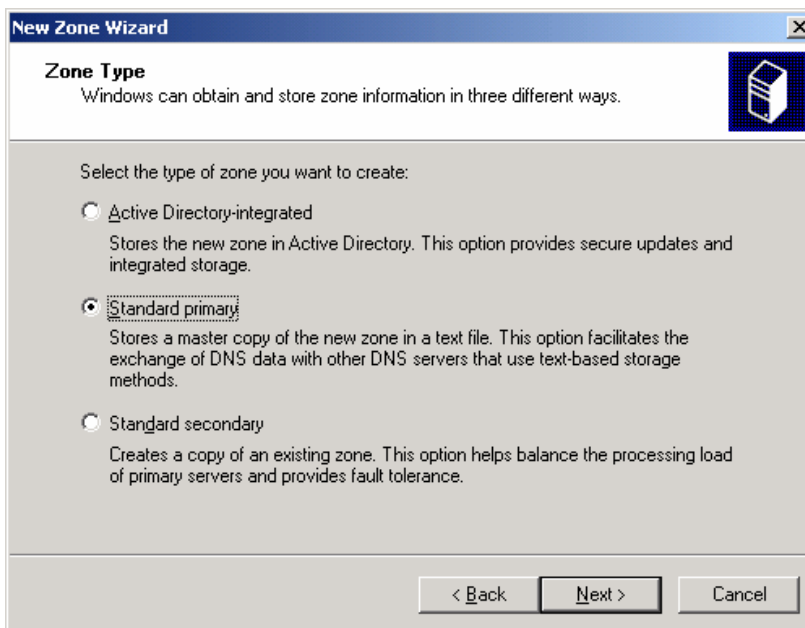 New Zone Wizard
Zone Type
Windows can obtain and store zone information in three different ways.
Select the type of zone you want to create:
Active Directory-integrated
Stores the new zone in Active Directory. This option provides secure updates and
integrated storage.
Standard primary
Stores a master copy of the new zone in a text file. This option facilitates the
exchange of DNS data with other DNS servers that use text-based storage
methods.
Standard secondary
Creates a copy of an existing zone. This option helps balance the processing load
of primary servers and provides fault tolerance.
< Back Next > Cancel